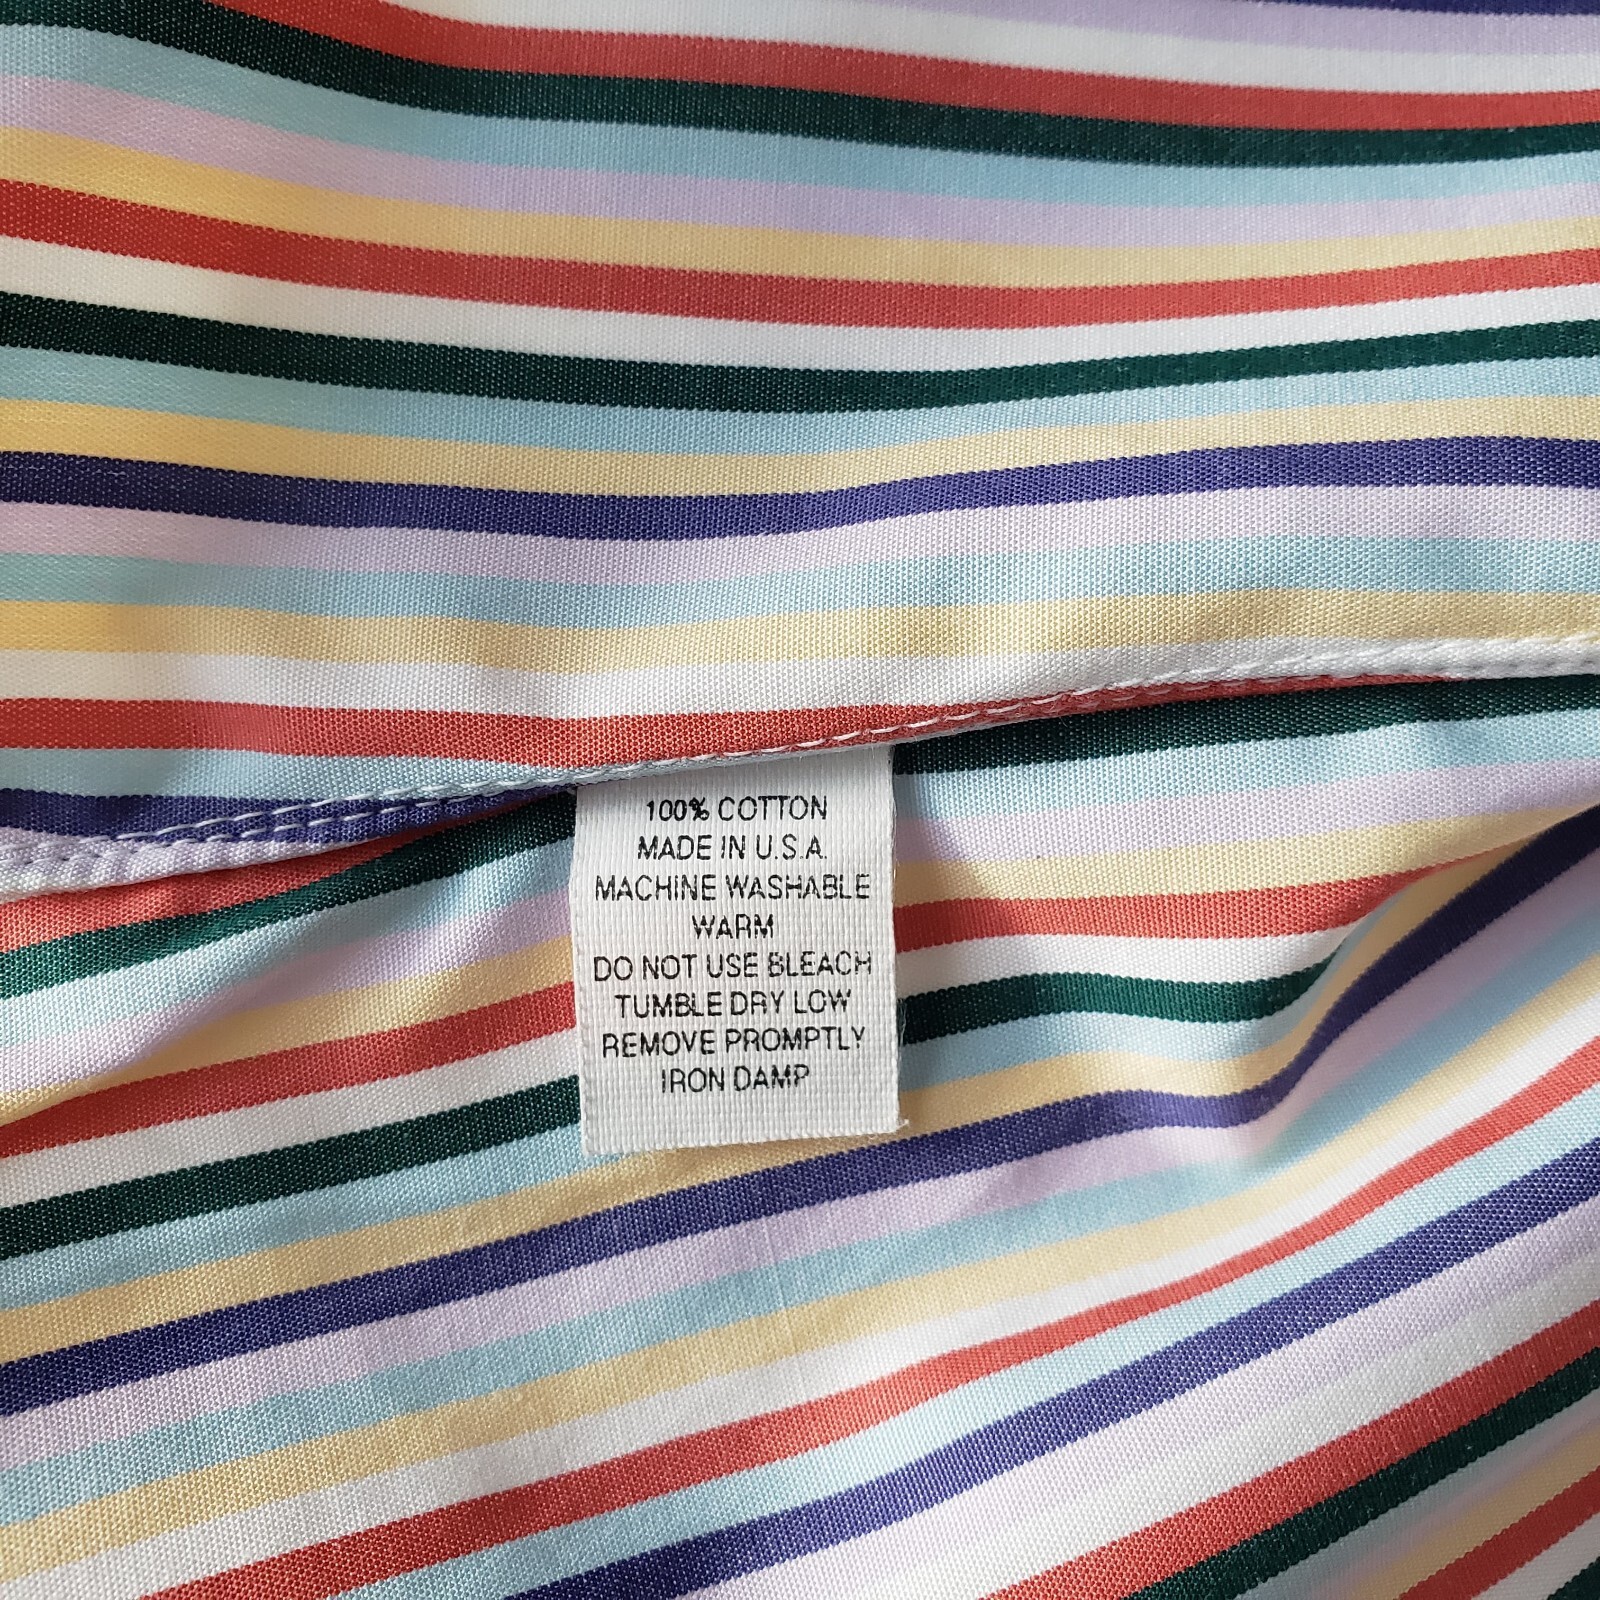 100% COTTON
MADE IN U.S.A.
MACHINE WASHABLE
WARM
DO NOT USE BLEACH
TUMBLE DRY LOW
REMOVE PROMPTLY
IRON DAMP